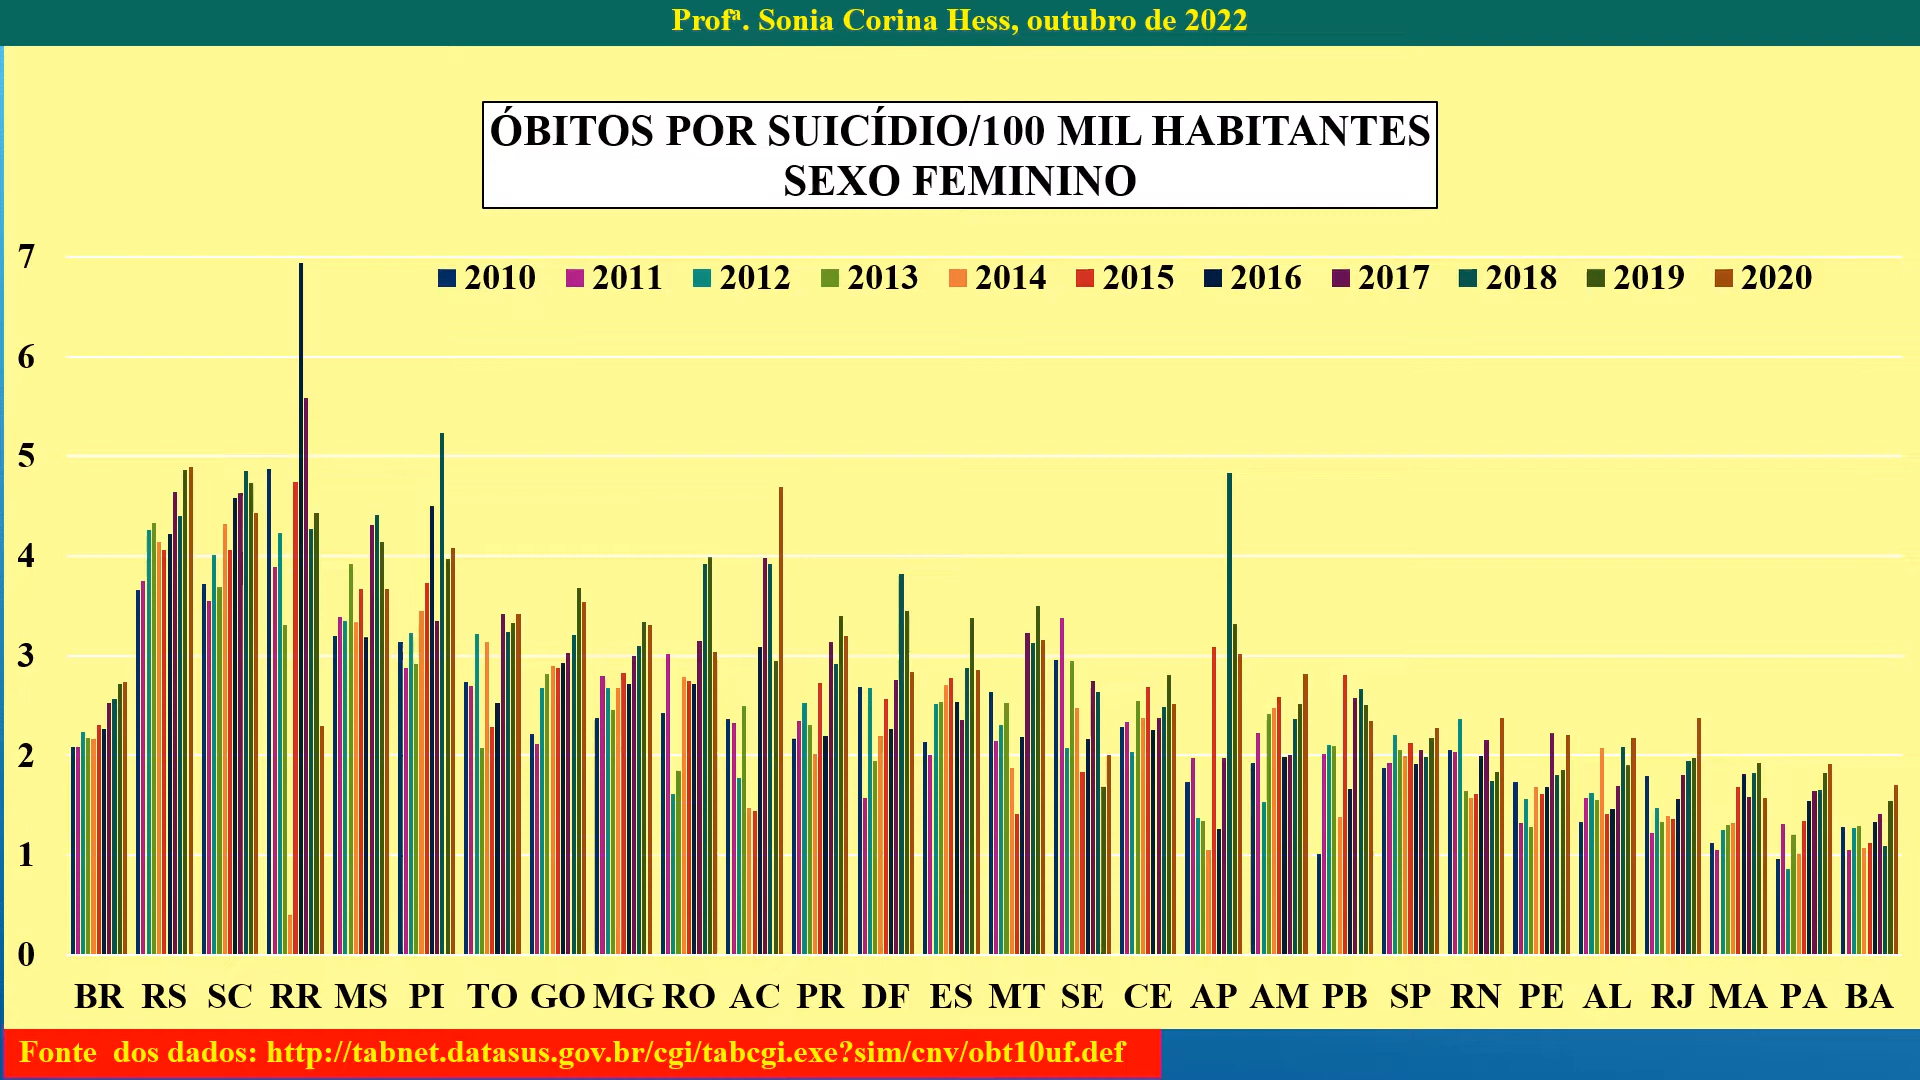 Profª. Sonia Corina Hess, outubro de 2022
ÓBITOS POR SUICÍDIO/100 MIL HABITANTES
SEXO FEMININO
7
2010 2011 2012 2013 2014 2015 2016 2017 2018 2019 2020
6
5
4
3
2
1
0
BR RS SC RR MS PI TO GO MG RO AC PR DF ES MT SE CE AP AM PB SP RN PE AL RJ MA PA BA
Fonte dos dados: http://tabnet.datasus.gov.br/cgi/tabcgi.exe?sim/cnv/obt10uf.def